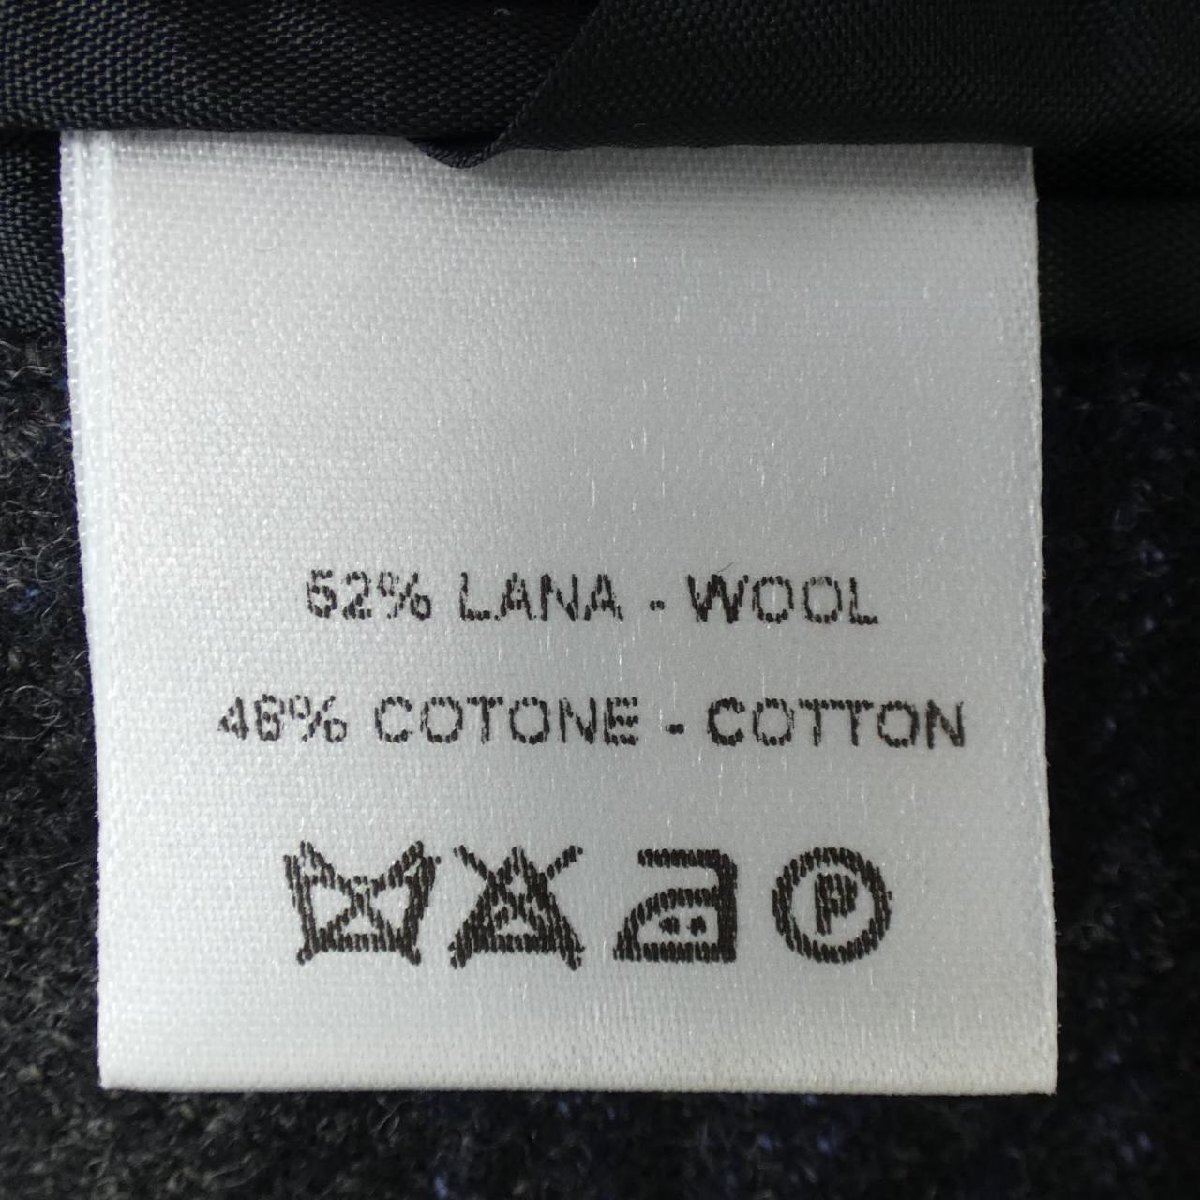 52% LANA - WOOL
48% COTONE - COTTON
P